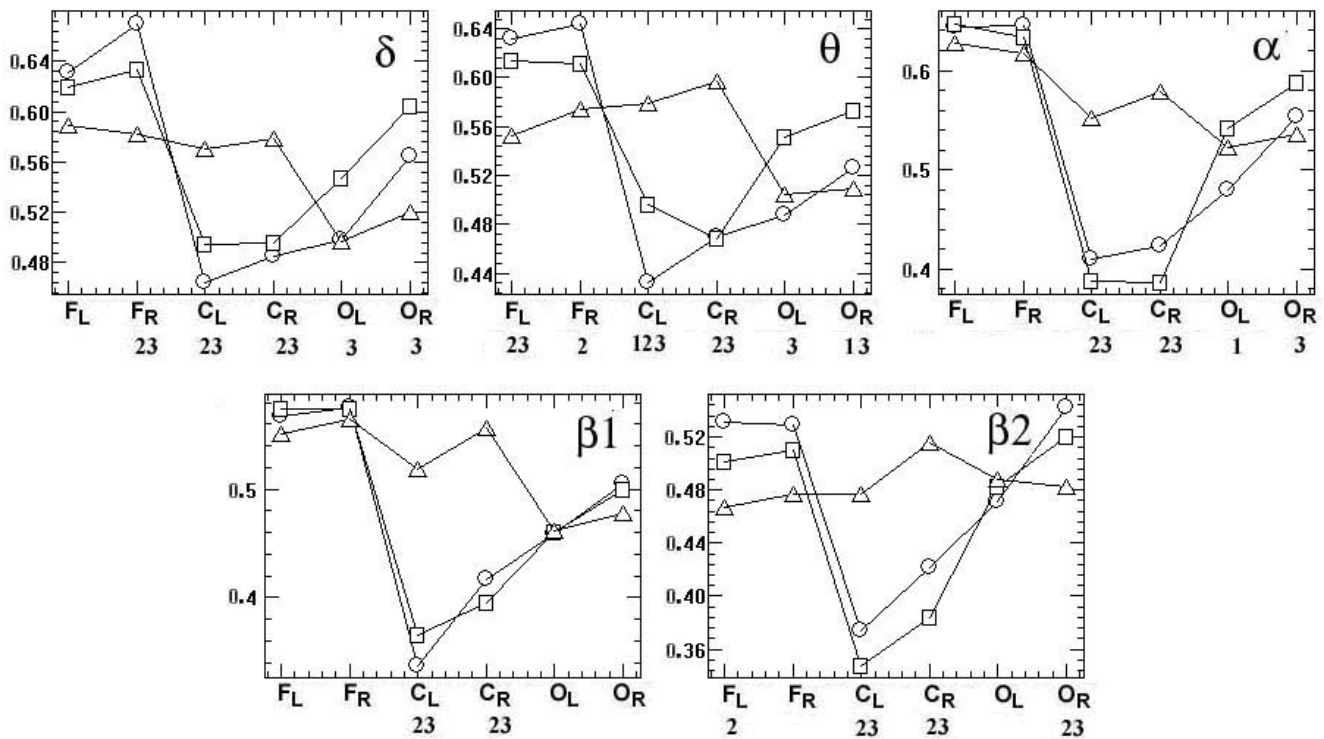 δ
0.64
0.60
0.56
0.52
0.48
F_L F_R C_L C_R O_L O_R
23 23 23 3 3
θ
0.64
0.60
0.56
0.52
0.48
0.44
F_L F_R C_L C_R O_L O_R
23 2 123 23 3 13
α
0.6
0.5
0.4
F_L F_R C_L C_R O_L O_R
23 23 1 3
β1
0.5
0.4
F_L F_R C_L C_R O_L O_R
23 23
β2
0.52
0.48
0.44
0.40
0.36
F_L F_R C_L C_R O_L O_R
2 23 23 23